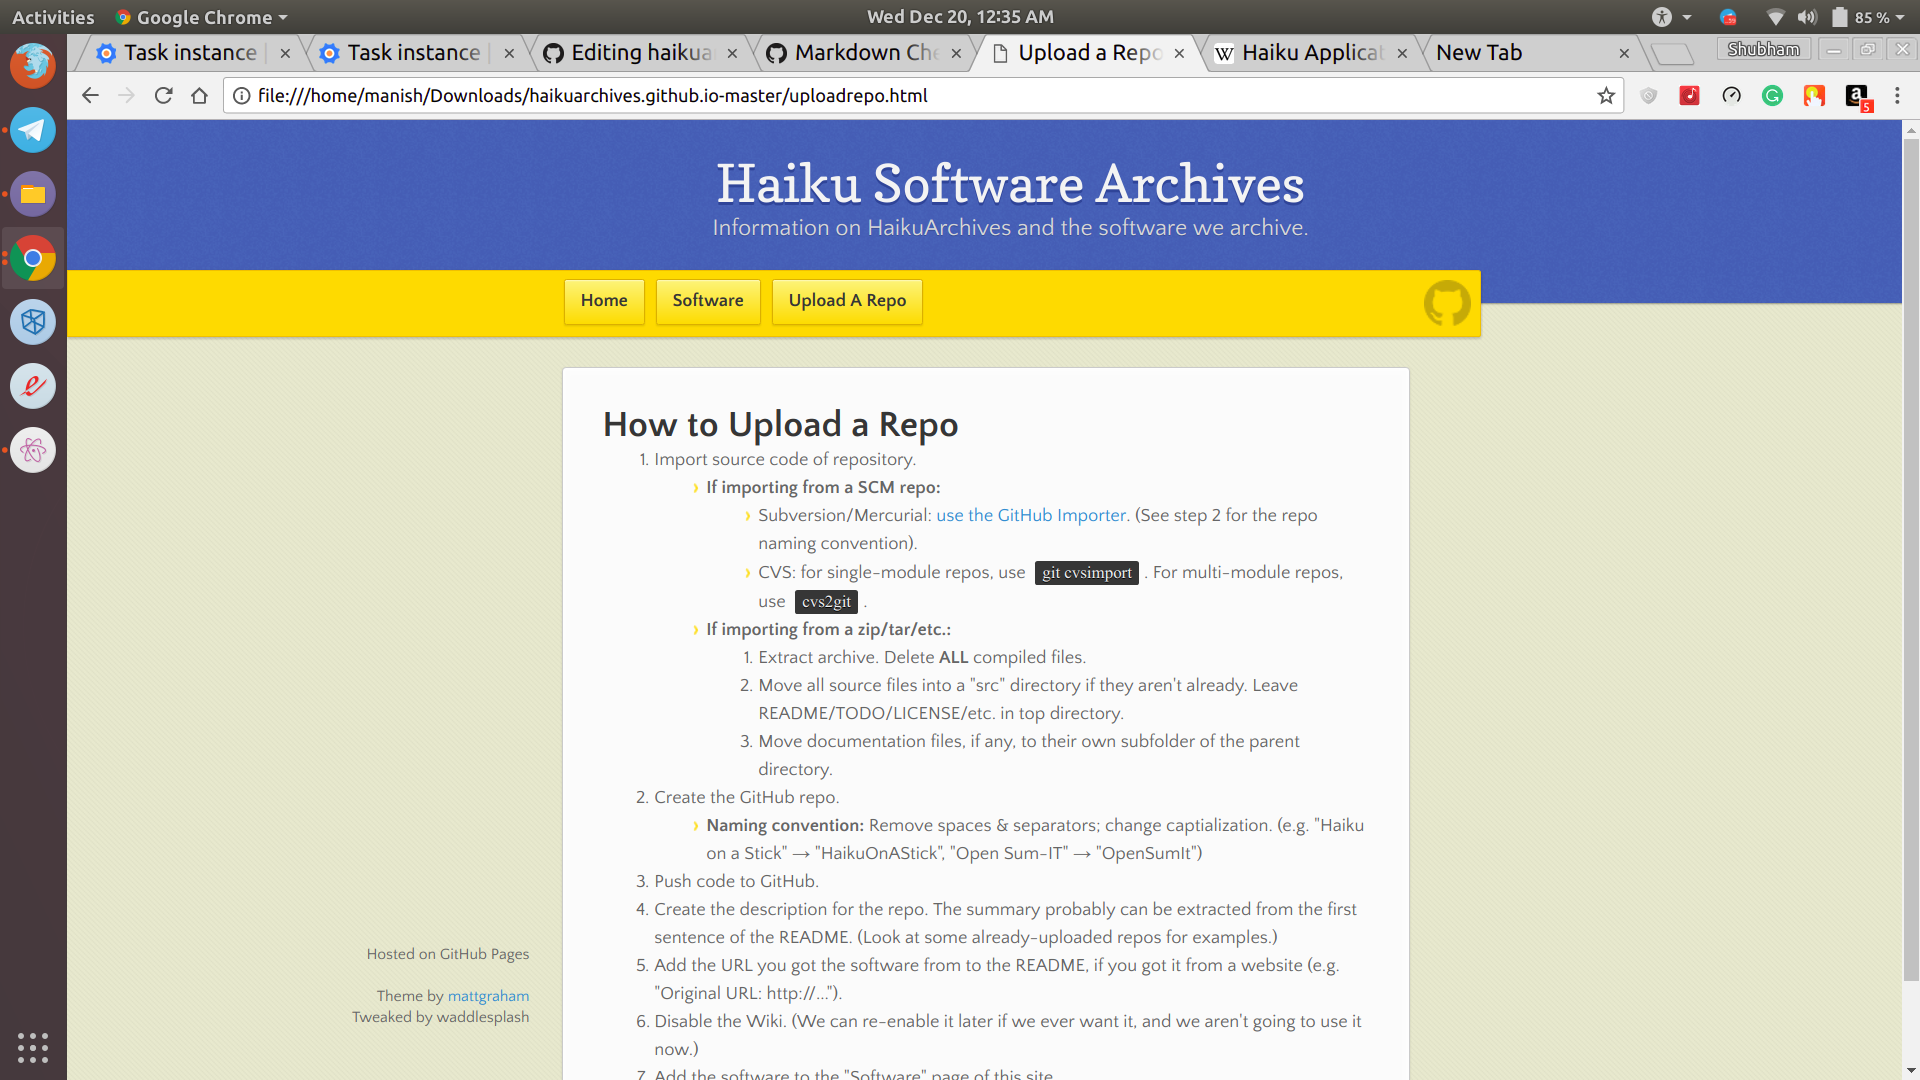 Activities
Google Chrome
Wed Dec 20, 12:35 AM
85 %
Task instance
Task instance
Editing haikua
Markdown Che
Upload a Repo
Haiku Applicat
New Tab
Shubham
file:///home/manish/Downloads/haikuarchives.github.io-master/uploadrepo.html
5
Haiku Software Archives
Information on HaikuArchives and the software we archive.
Home
Software
Upload A Repo
How to Upload a Repo
1. Import source code of repository.
› If importing from a SCM repo:
› Subversion/Mercurial: use the GitHub Importer. (See step 2 for the repo
naming convention).
› CVS: for single-module repos, use git cvsimport . For multi-module repos,
use cvs2git .
› If importing from a zip/tar/etc.:
1. Extract archive. Delete ALL compiled files.
2. Move all source files into a "src" directory if they aren't already. Leave
README/TODO/LICENSE/etc. in top directory.
3. Move documentation files, if any, to their own subfolder of the parent
directory.
2. Create the GitHub repo.
› Naming convention: Remove spaces & separators; change captialization. (e.g. "Haiku
on a Stick" → "HaikuOnAStick", "Open Sum-IT" → "OpenSumIt")
3. Push code to GitHub.
4. Create the description for the repo. The summary probably can be extracted from the first
sentence of the README. (Look at some already-uploaded repos for examples.)
5. Add the URL you got the software from to the README, if you got it from a website (e.g.
"Original URL: http://...").
6. Disable the Wiki. (We can re-enable it later if we ever want it, and we aren't going to use it
now.)
7. Add the software to the "Software" page of this site.
Hosted on GitHub Pages
Theme by mattgraham
Tweaked by waddlesplash